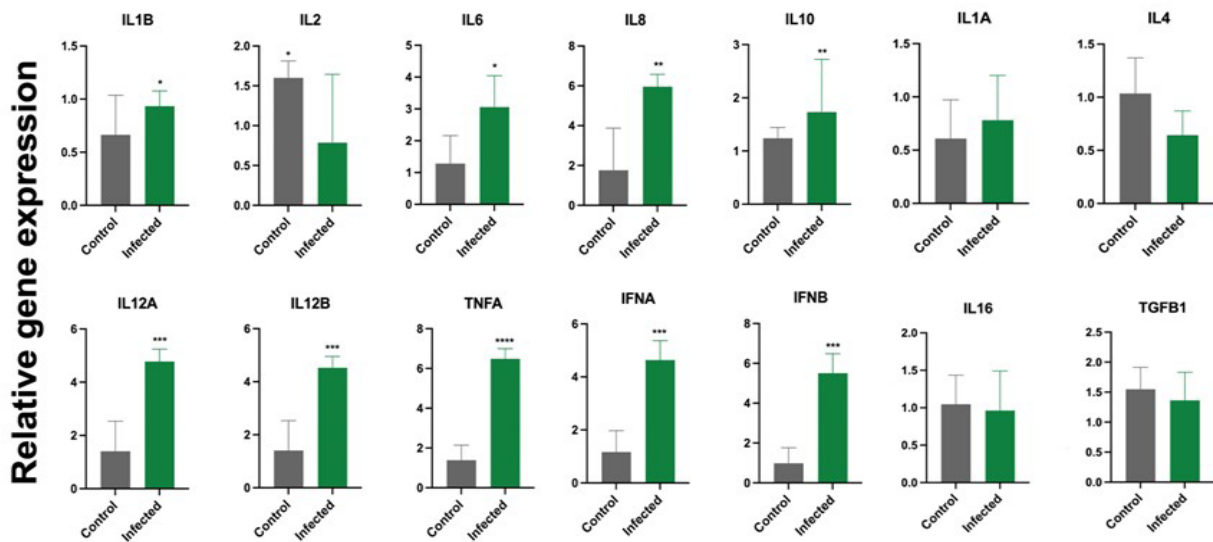 Relative gene expression
IL1B
1.5
1.0
0.5
0.0
*
Control
Infected
IL2
2.0
1.5
1.0
0.5
0.0
*
Control
Infected
IL6
6
5
4
3
2
1
0
*
Control
Infected
IL8
8
6
4
2
0
**
Control
Infected
IL10
3
2
1
0
**
Control
Infected
IL1A
1.5
1.0
0.5
0.0
Control
Infected
IL4
1.5
1.0
0.5
0.0
Control
Infected
IL12A
6
4
2
0
***
Control
Infected
IL12B
6
4
2
0
***
Control
Infected
TNFA
8
6
4
2
0
****
Control
Infected
IFNA
6
4
2
0
***
Control
Infected
IFNB
8
6
4
2
0
***
Control
Infected
IL16
2.0
1.5
1.0
0.5
0.0
Control
Infected
TGFB1
2.5
2.0
1.5
1.0
1.5
0.0
Control
Infected